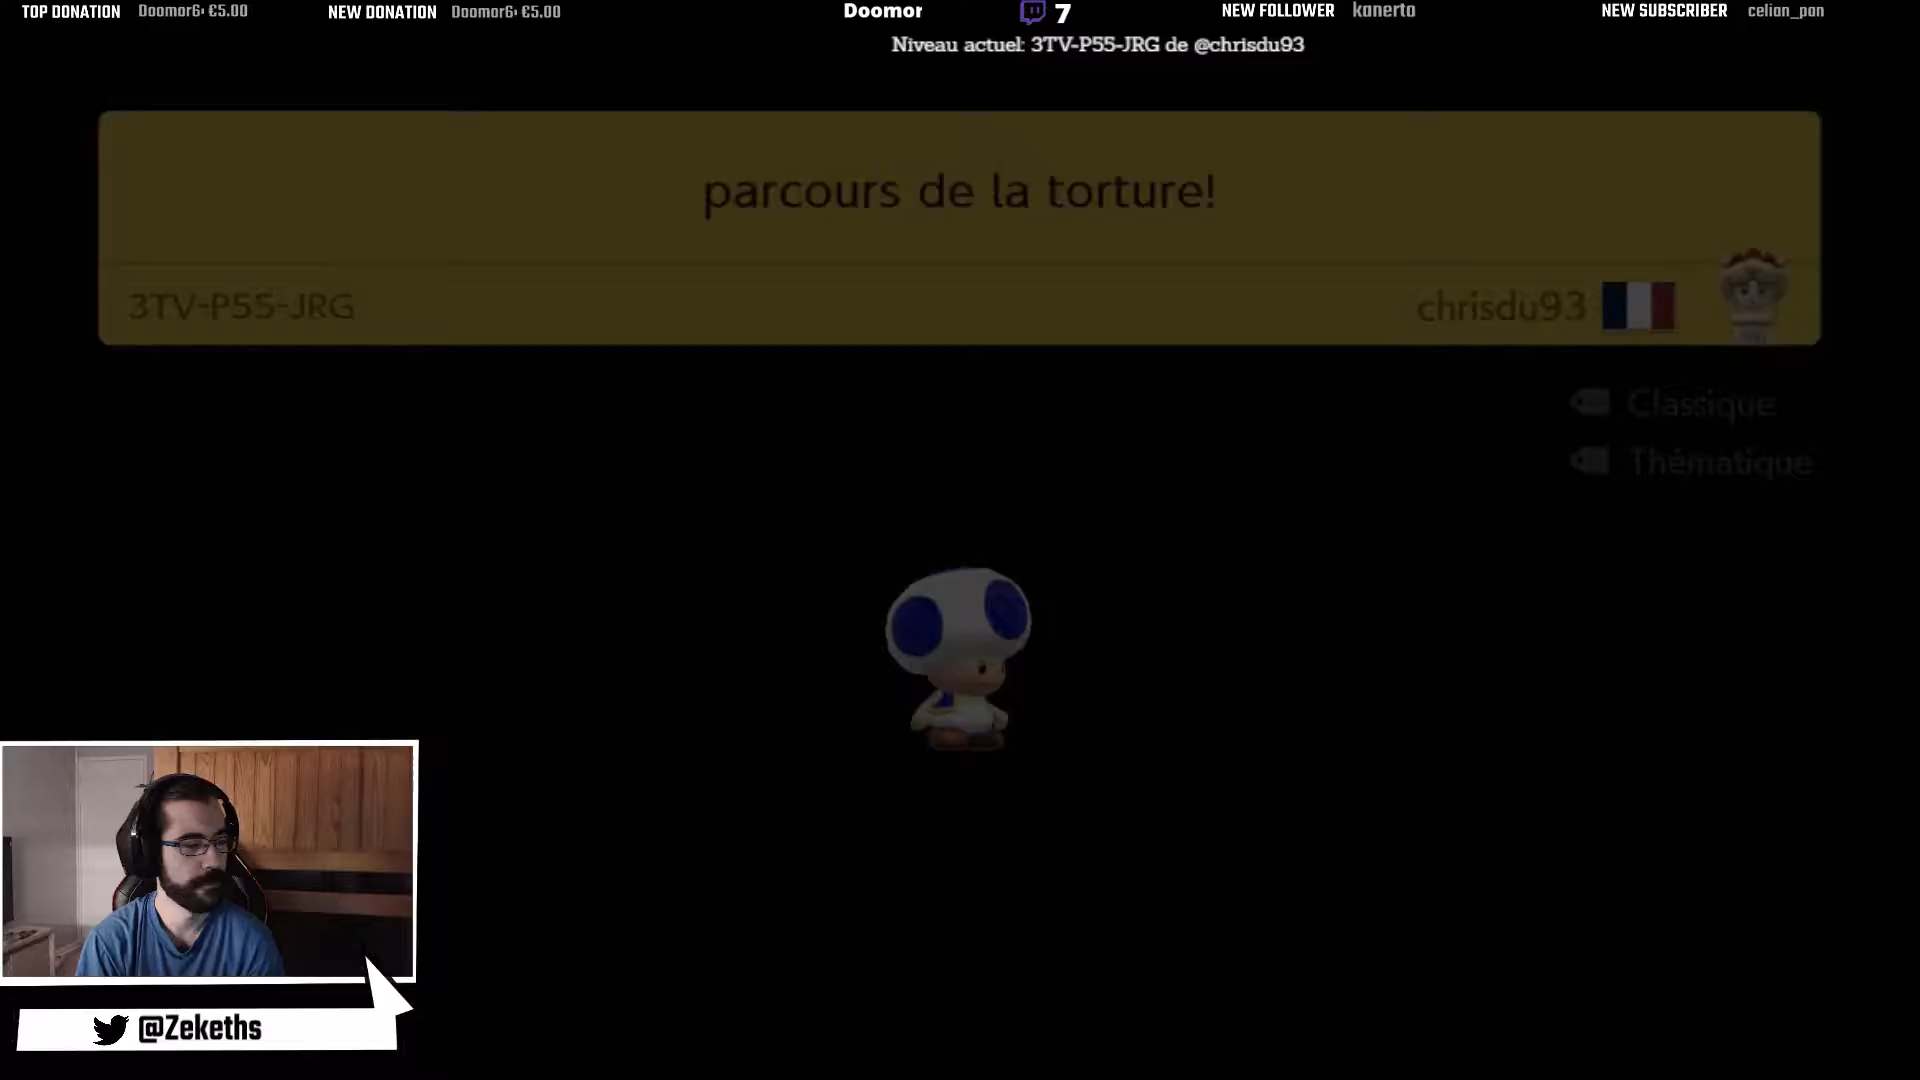 TOP DONATION Doomor6: €5.00 NEW DONATION Doomor6: €5.00 Doomor 7 NEW FOLLOWER kanerto NEW SUBSCRIBER celian_pan
Niveau actuel: 3TV-P55-JRG de @chrisdu93
parcours de la torture!
3TV-P55-JRG chrisdu93
Classique
Thématique
@Zekeths